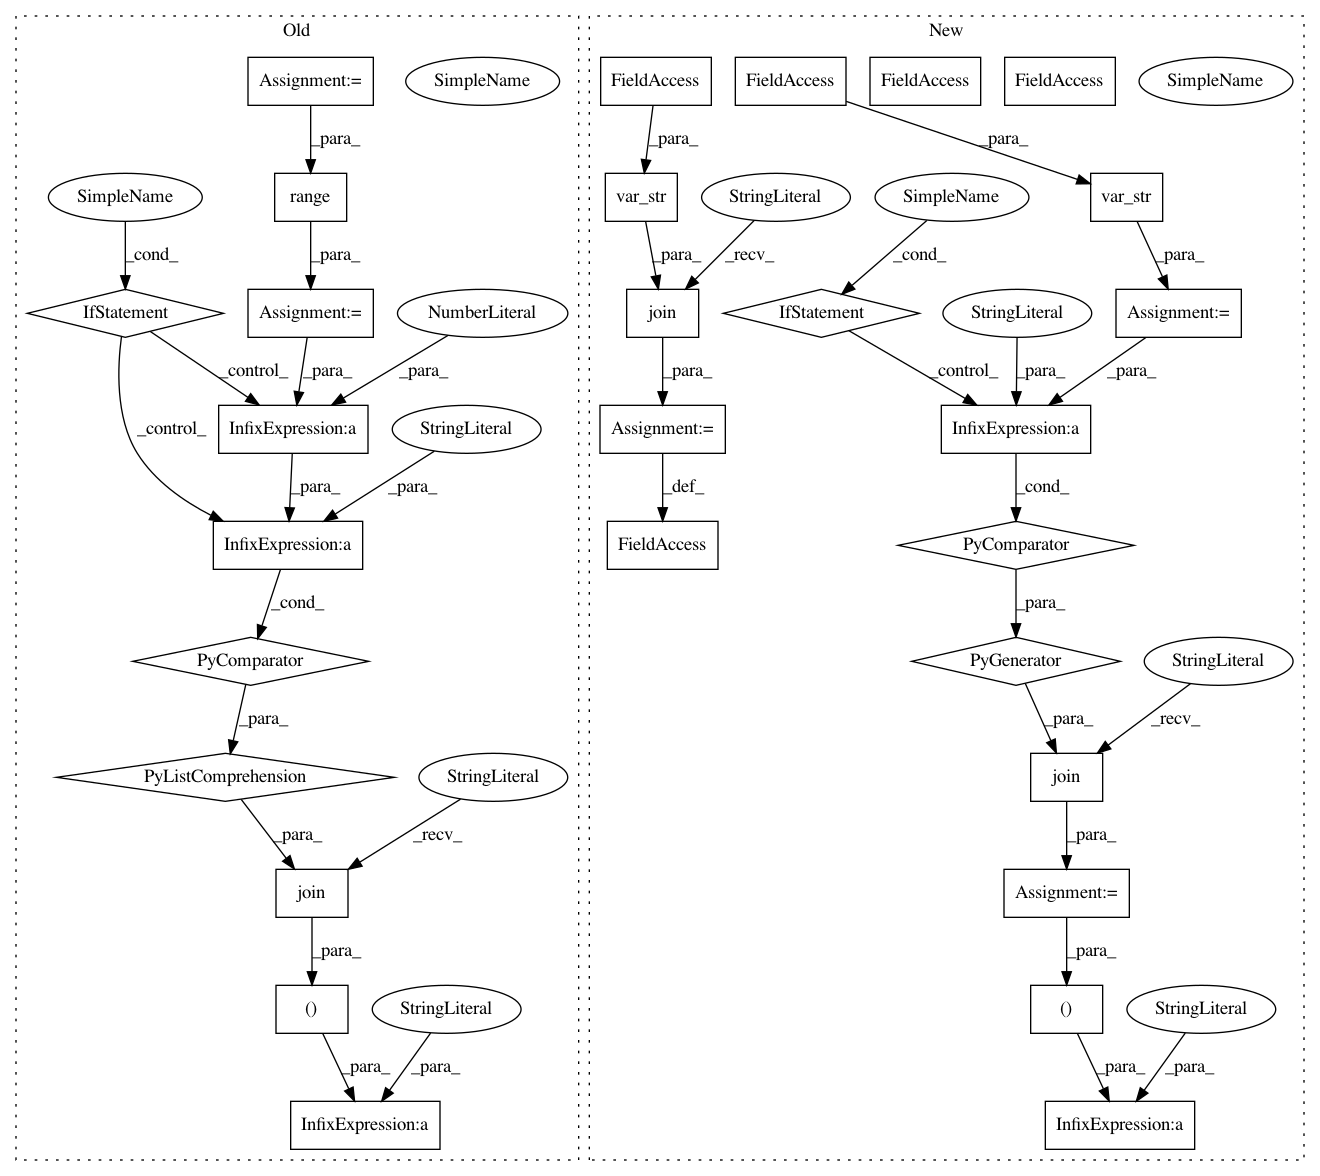 Old
New
Assignment:=
SimpleName
FieldAccess
FieldAccess
FieldAccess
FieldAccess
SimpleName
_para_
_para_
_para_
SimpleName
range
var_str
StringLiteral
SimpleName
var_str
_cond_
_para_
_para_
_recv_
_cond_
_para_
IfStatement
Assignment:=
NumberLiteral
join
IfStatement
StringLiteral
Assignment:=
_control_
_para_
_para_
_para_
_control_
_para_
_para_
_control_
InfixExpression:a
StringLiteral
Assignment:=
InfixExpression:a
_para_
_para_
_def_
_cond_
InfixExpression:a
FieldAccess
PyComparator
_cond_
_para_
PyComparator
PyGenerator
StringLiteral
_para_
_para_
_recv_
PyListComprehension
StringLiteral
join
_para_
_recv_
_para_
join
Assignment:=
_para_
_para_
()
StringLiteral
()
StringLiteral
_para_
_para_
_para_
_para_
InfixExpression:a
InfixExpression:a